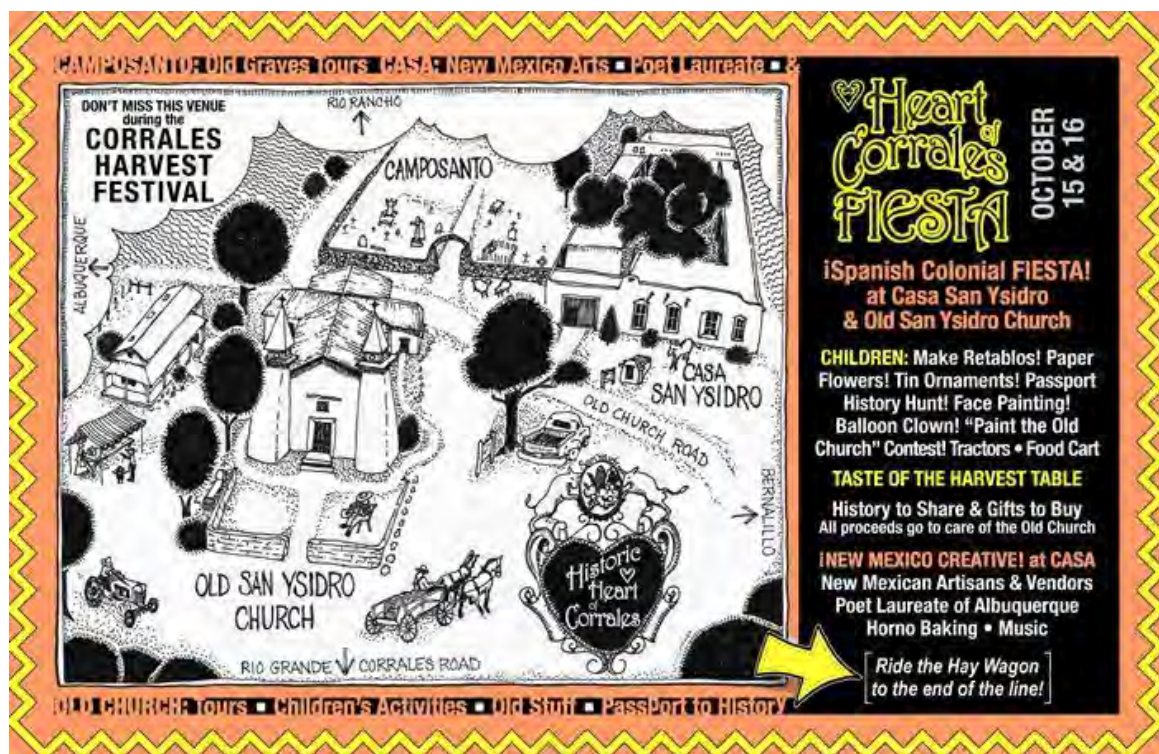 CAMPOSANTO: Old Graves Tours CASA: New Mexico Arts ▪ Poet Laureate ▪ &
DON'T MISS THIS VENUE
during the
CORRALES
HARVEST
FESTIVAL
RIO RANCHO
ALBUQUERQUE
CAMPOSANTO
CASA
SAN YSIDRO
OLD CHURCH ROAD
BERNALILLO
OLD SAN YSIDRO
CHURCH
Historic
Heart
of
Corrales
RIO GRANDE CORRALES ROAD
OLD CHURCH: Tours ▪ Children's Activities ▪ Old Stuff ▪ PassPort to History
Heart
of
Corrales
FIESTA
OCTOBER
15 & 16
¡Spanish Colonial FIESTA!
at Casa San Ysidro
& Old San Ysidro Church
CHILDREN: Make Retablos! Paper
Flowers! Tin Ornaments! Passport
History Hunt! Face Painting!
Balloon Clown! “Paint the Old
Church” Contest! Tractors • Food Cart
TASTE OF THE HARVEST TABLE
History to Share & Gifts to Buy
All proceeds go to care of the Old Church
¡NEW MEXICO CREATIVE! at CASA
New Mexican Artisans & Vendors
Poet Laureate of Albuquerque
Horno Baking • Music
Ride the Hay Wagon
to the end of the line!